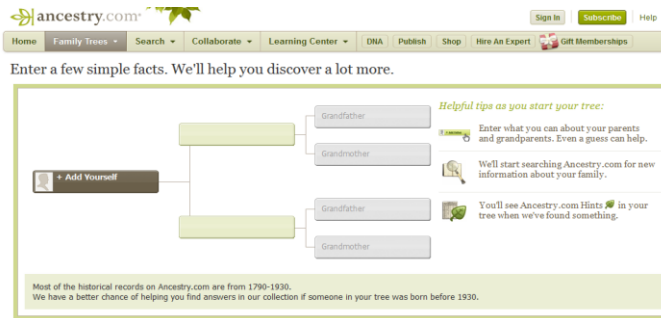 ancestry.com
Sign In
Subscribe
Help
Home
Family Trees
Search
Collaborate
Learning Center
DNA
Publish
Shop
Hire An Expert
Gift Memberships
Enter a few simple facts. We'll help you discover a lot more.
+ Add Yourself
Grandfather
Grandmother
Grandfather
Grandmother
Helpful tips as you start your tree:
Enter what you can about your parents
and grandparents. Even a guess can help.
We'll start searching Ancestry.com for new
information about your family.
You'll see Ancestry.com Hints in your
tree when we've found something.
Most of the historical records on Ancestry.com are from 1790-1930.
We have a better chance of helping you find answers in our collection if someone in your tree was born before 1930.